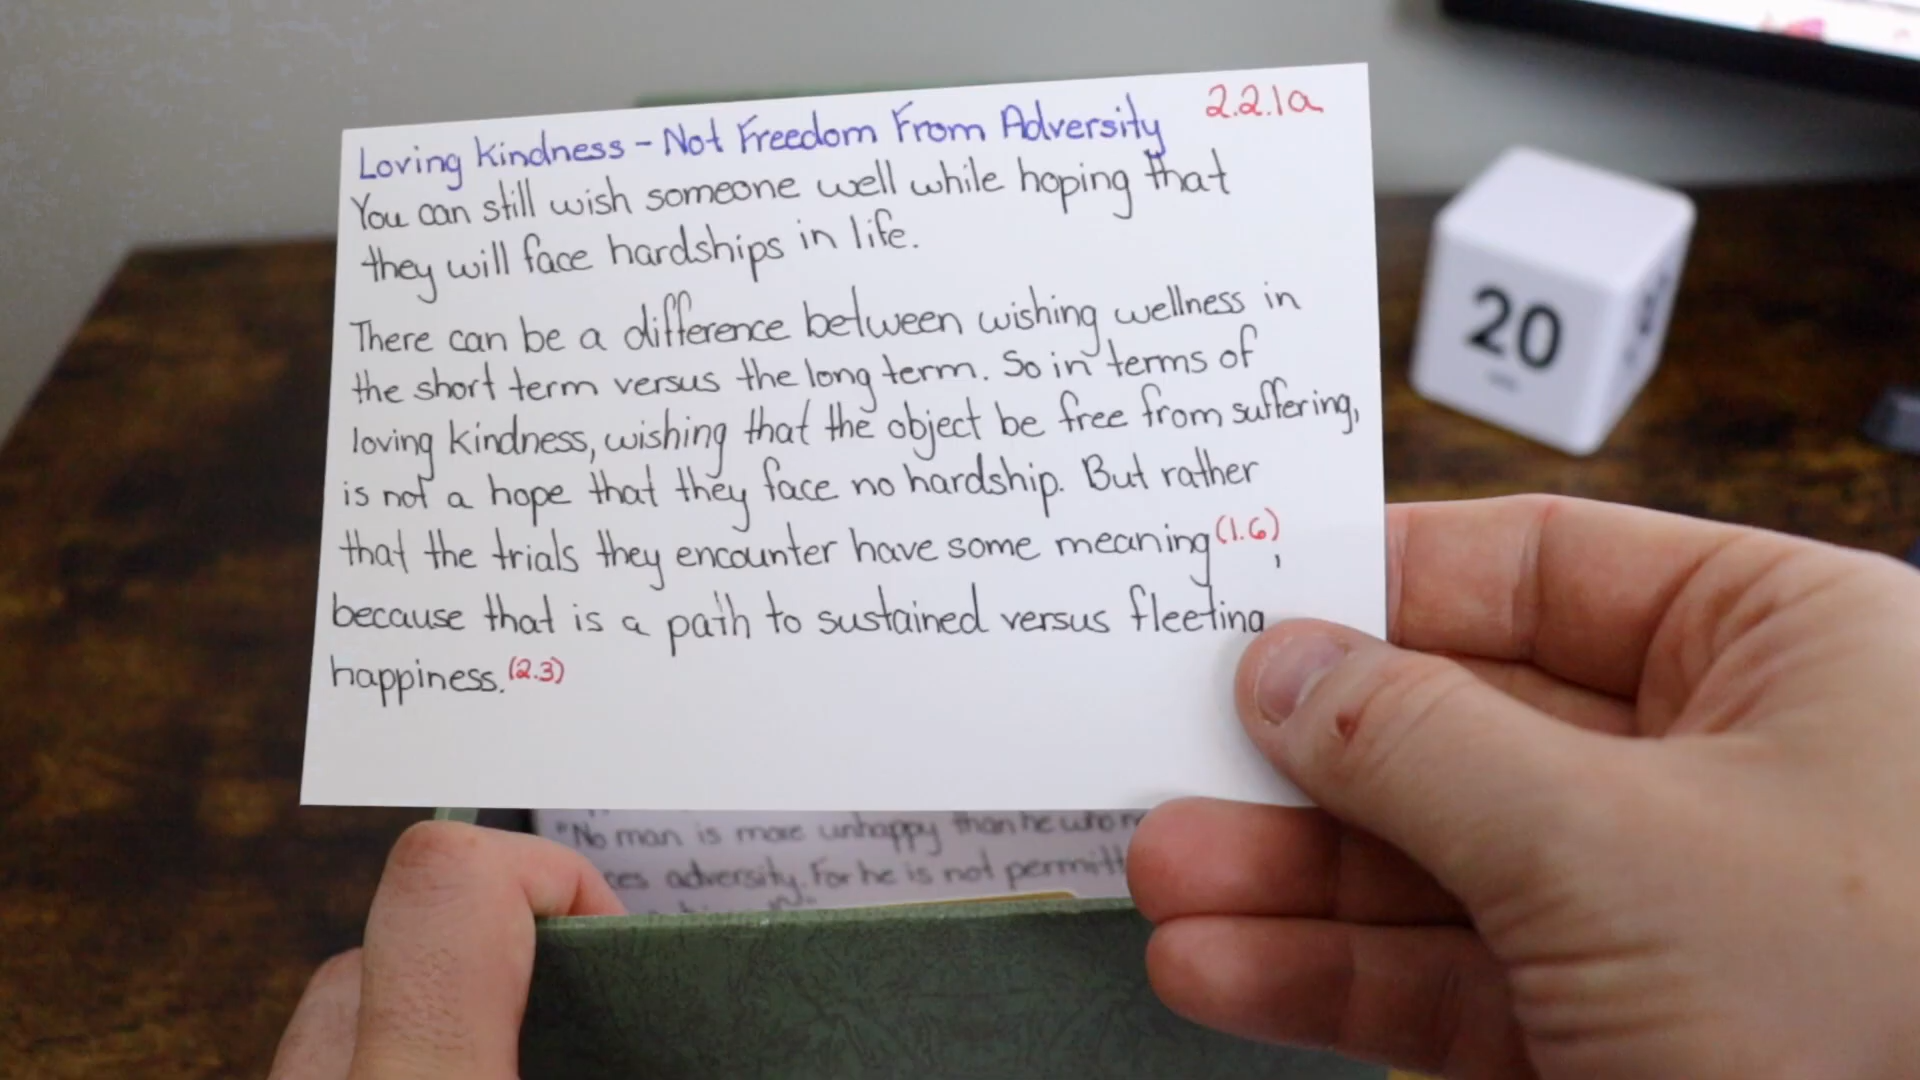 Loving Kindness - Not Freedom From Adversity 2.2.1a
You can still wish someone well while hoping that
they will face hardships in life.
There can be a difference between wishing wellness in
the short term versus the long term. So in terms of
loving kindness, wishing that the object be free from suffering,
is not a hope that they face no hardship. But rather
that the trials they encounter have some meaning (1.6),
because that is a path to sustained versus fleeting
happiness. (2.3)
20
"No man is more unhappy than he who
adversity. For he is not